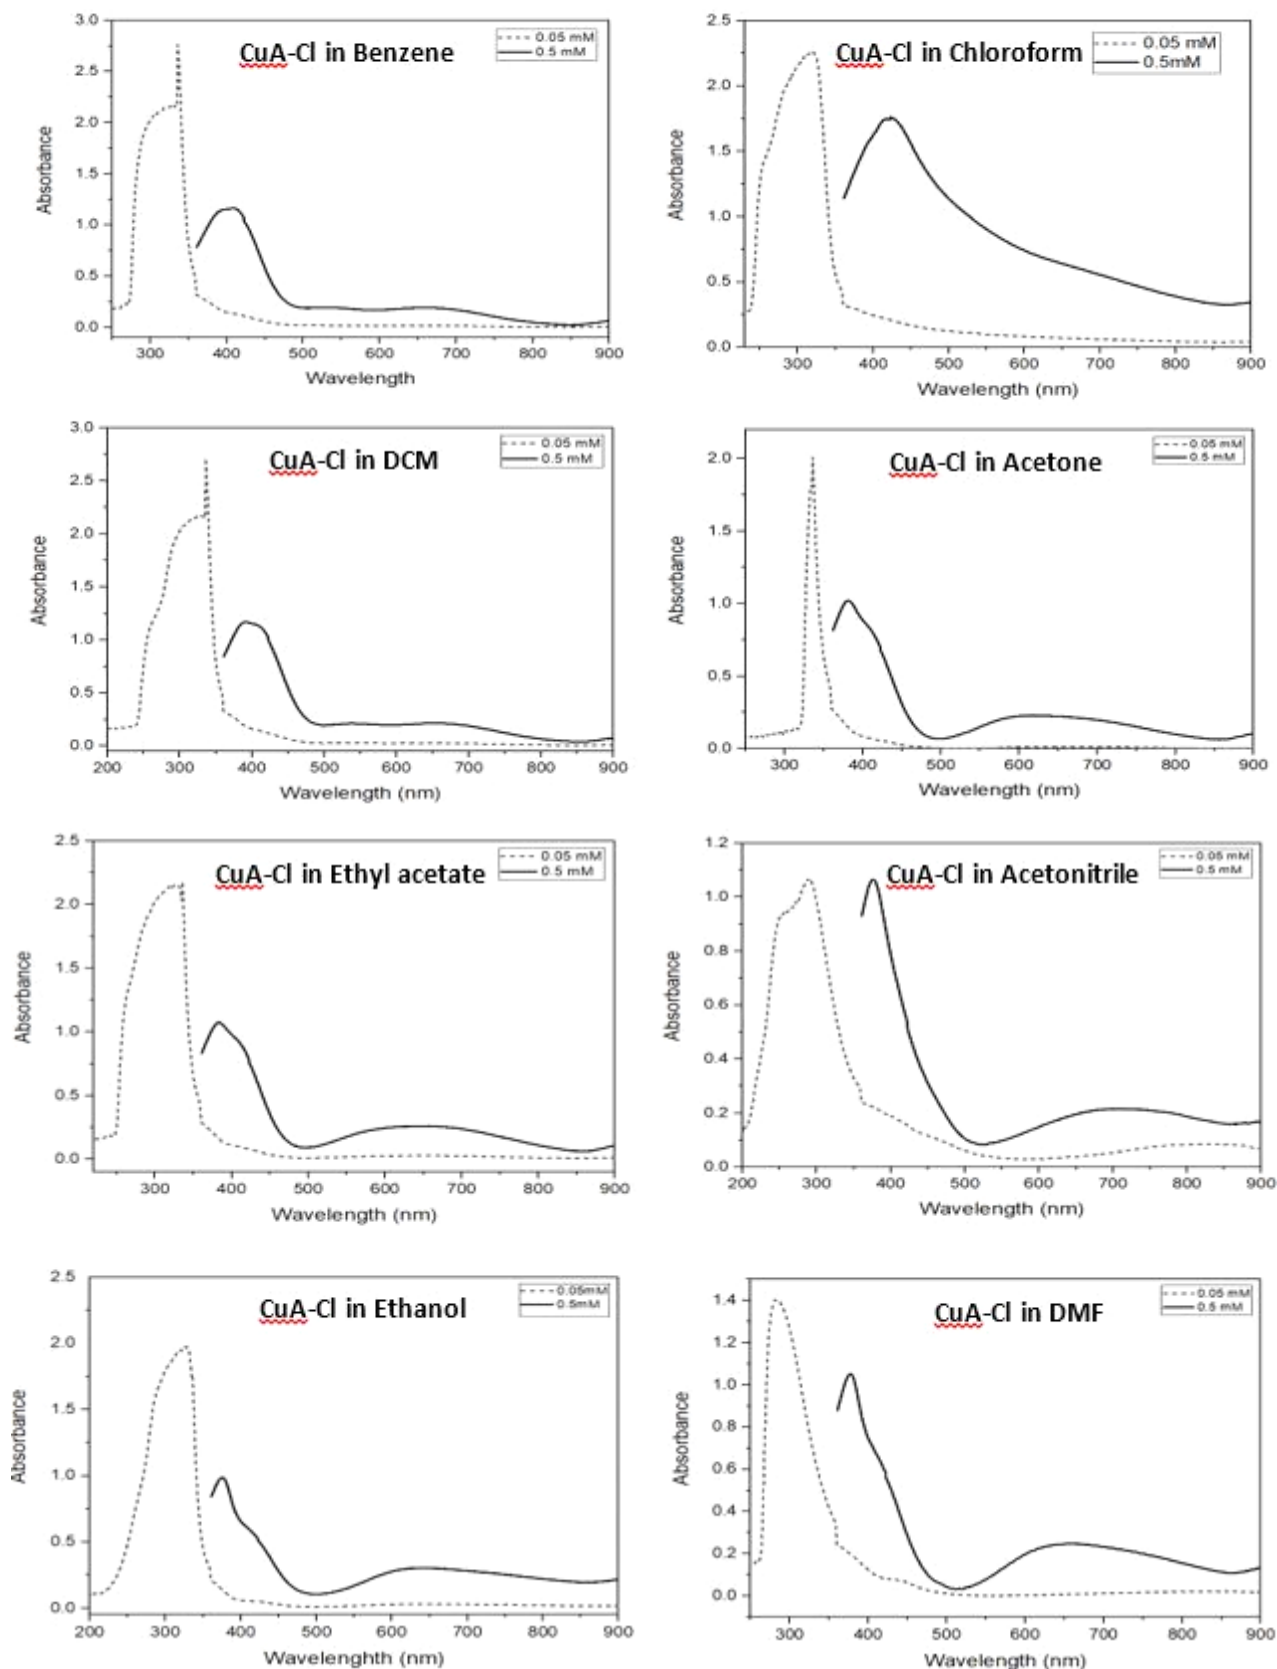 CuA-Cl in Benzene
0.05 mM
0.5 mM
3.0
2.5
2.0
1.5
1.0
0.5
0.0
Absorbance
300 400 500 600 700 800 900
Wavelength
CuA-Cl in Chloroform
0.05 mM
0.5mM
2.5
2.0
1.5
1.0
0.5
0.0
Absorbance
300 400 500 600 700 800 900
Wavelength (nm)
CuA-Cl in DCM
0.05 mM
0.5 mM
3.0
2.5
2.0
1.5
1.0
0.5
0.0
Absorbance
200 300 400 500 600 700 800 900
Wavelength (nm)
CuA-Cl in Acetone
0.05 mM
0.5 mM
2.0
1.5
1.0
0.5
0.0
Absorbance
300 400 500 600 700 800 900
Wavelength (nm)
CuA-Cl in Ethyl acetate
0.05 mM
0.5 mM
2.5
2.0
1.5
1.0
0.5
0.0
Absorbance
300 400 500 600 700 800 900
Wavelength (nm)
CuA-Cl in Acetonitrile
0.05 mM
0.5 mM
1.2
1.0
0.8
0.6
0.4
0.2
0.0
Absorbance
200 300 400 500 600 700 800 900
Wavelength (nm)
CuA-Cl in Ethanol
0.05mM
0.5mM
2.5
2.0
1.5
1.0
0.5
0.0
Absorbance
200 300 400 500 600 700 800 900
Wavelenghth (nm)
CuA-Cl in DMF
0.05 mM
0.5 mM
1.4
1.2
1.0
0.8
0.6
0.4
0.2
0.0
Absorbance
300 400 500 600 700 800 900
Wavelength (nm)